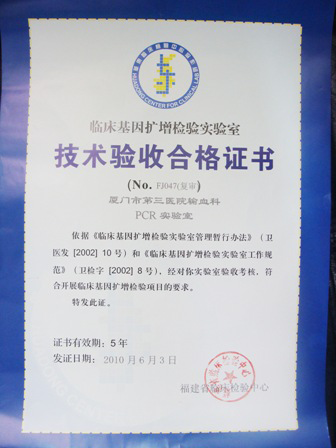 临床基因扩增检验实验室
技术验收合格证书
(No. FJ047(复审)
厦门市第三医院输血科
PCR 实验室
依据《临床基因扩增检验实验室管理暂行办法》（卫
医发 [2002] 10 号）和《临床基因扩增检验实验室工作规
范》（卫检字 [2002] 8 号），经对你实验室验收考核，符
合开展临床基因扩增检验项目的要求。
特发此证。
证书有效期：5 年
发证日期： 2010 年 6 月 3 日
福建省临床检验中心